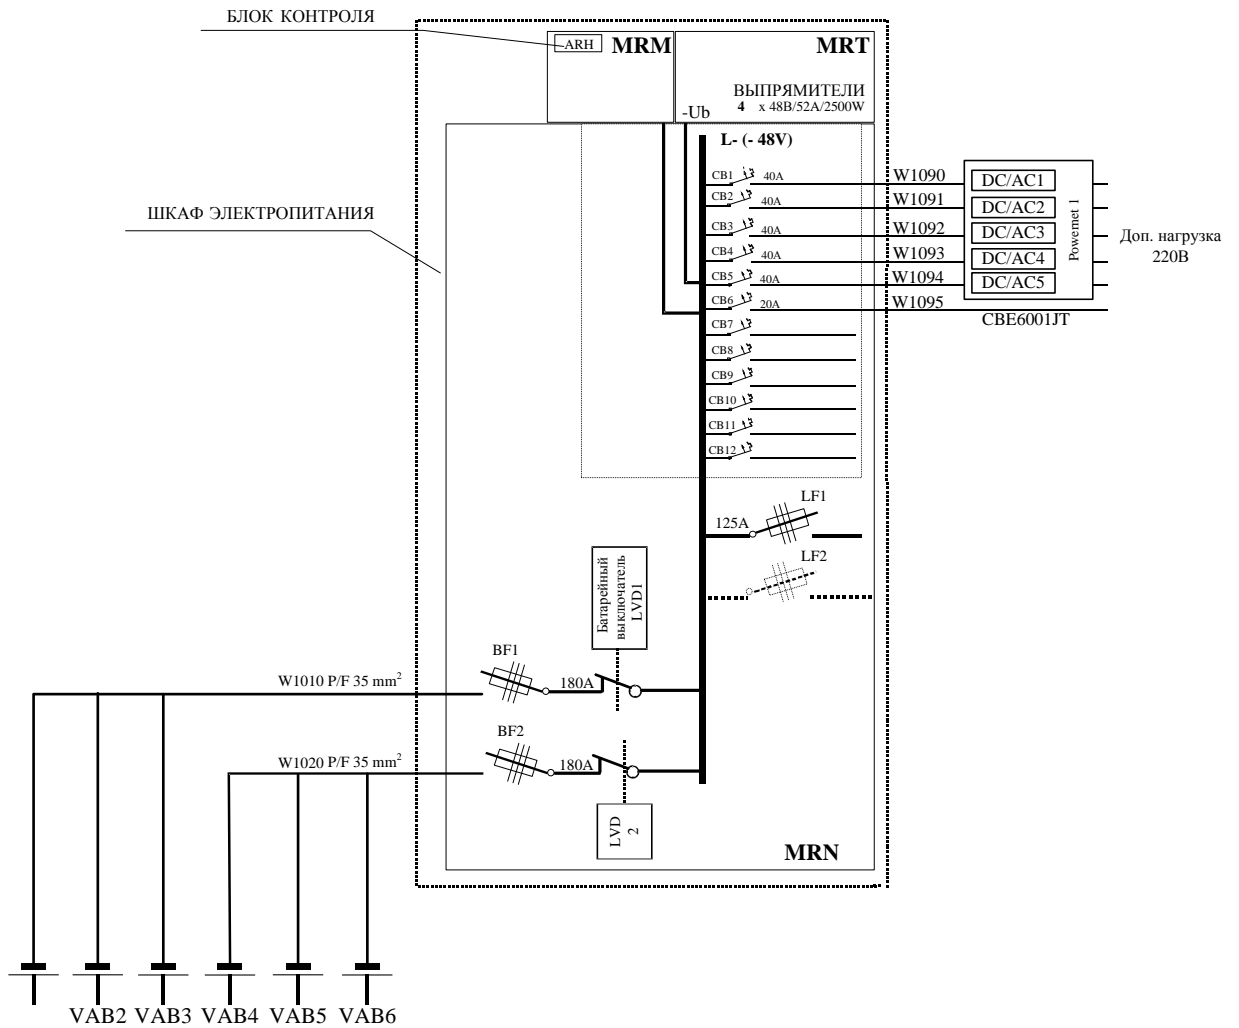 БЛОК КОНТРОЛЯ
ARH
MRM
MRT
ВЫПРЯМИТЕЛИ
4 x 48В/52А/2500W
-Ub
L- (- 48V)
CB1 40A W1090 DC/AC1
CB2 40A W1091 DC/AC2
CB3 40A W1092 DC/AC3
CB4 40A W1093 DC/AC4
CB5 40A W1094 DC/AC5
CB6 20A W1095
Powernet 1
CBE6001JT
Доп. нагрузка
220В
ШКАФ ЭЛЕКТРОПИТАНИЯ
CB7
CB8
CB9
CB10
CB11
CB12
LF1
125A
LF2
Батарейный
выключатель
LVD1
BF1
W1010 P/F 35 mm²
180A
BF2
W1020 P/F 35 mm²
180A
LVD
2
MRN
VAB2 VAB3 VAB4 VAB5 VAB6